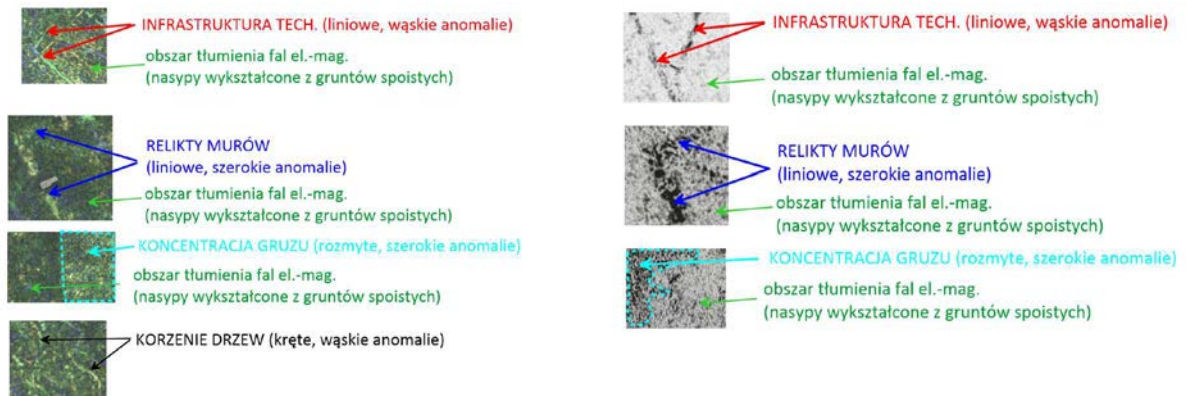 INFRASTRUKTURA TECH. (liniowe, wąskie anomalie)
obszar tłumienia fal el.-mag.
(nasypy wykształcone z gruntów spoistych)
RELIKTY MURÓW
(liniowe, szerokie anomalie)
obszar tłumienia fal el.-mag.
(nasypy wykształcone z gruntów spoistych)
KONCENTRACJA GRUZU (rozmyte, szerokie anomalie)
obszar tłumienia fal el.-mag.
(nasypy wykształcone z gruntów spoistych)
KORZENIE DRZEW (kręte, wąskie anomalie)
INFRASTRUKTURA TECH. (liniowe, wąskie anomalie)
obszar tłumienia fal el.-mag.
(nasypy wykształcone z gruntów spoistych)
RELIKTY MURÓW
(liniowe, szerokie anomalie)
obszar tłumienia fal el.-mag.
(nasypy wykształcone z gruntów spoistych)
KONCENTRACJA GRUZU (rozmyte, szerokie anomalie)
obszar tłumienia fal el.-mag.
(nasypy wykształcone z gruntów spoistych)